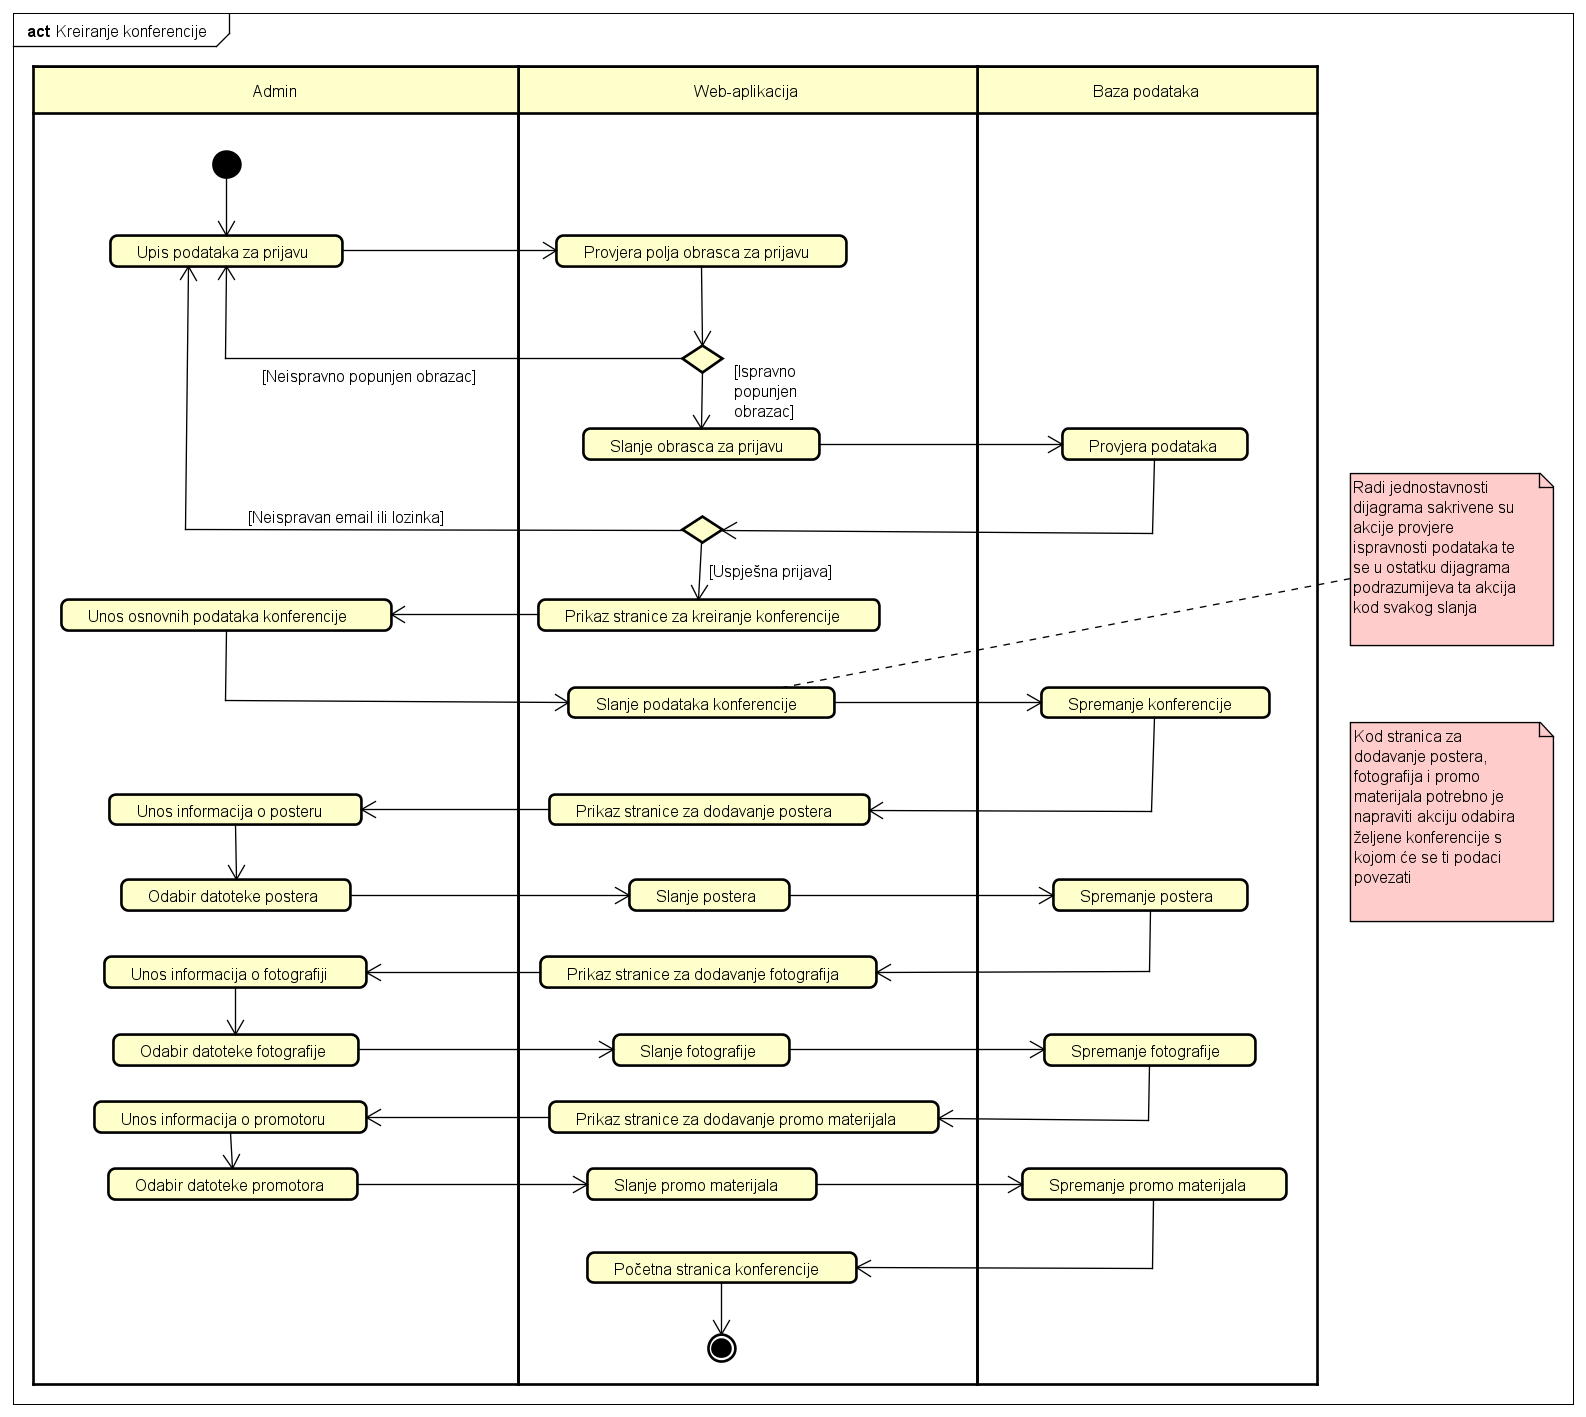 act Kreiranje konferencije
Admin
Web-aplikacija
Baza podataka
Upis podataka za prijavu
Provjera polja obrasca za prijavu
[Neispravno popunjen obrazac]
[Ispravno
popunjen
obrazac]
Slanje obrasca za prijavu
Provjera podataka
[Neispravan email ili lozinka]
[Uspješna prijava]
Unos osnovnih podataka konferencije
Prikaz stranice za kreiranje konferencije
Radi jednostavnosti
dijagrama sakrivene su
akcije provjere
ispravnosti podataka te
se u ostatku dijagrama
podrazumijeva ta akcija
kod svakog slanja
Slanje podataka konferencije
Spremanje konferencije
Kod stranica za
dodavanje postera,
fotografija i promo
materijala potrebno je
napraviti akciju odabira
željene konferencije s
kojom će se ti podaci
povezati
Unos informacija o posteru
Prikaz stranice za dodavanje postera
Odabir datoteke postera
Slanje postera
Spremanje postera
Unos informacija o fotografiji
Prikaz stranice za dodavanje fotografija
Odabir datoteke fotografije
Slanje fotografije
Spremanje fotografije
Unos informacija o promotoru
Prikaz stranice za dodavanje promo materijala
Odabir datoteke promotora
Slanje promo materijala
Spremanje promo materijala
Početna stranica konferencije